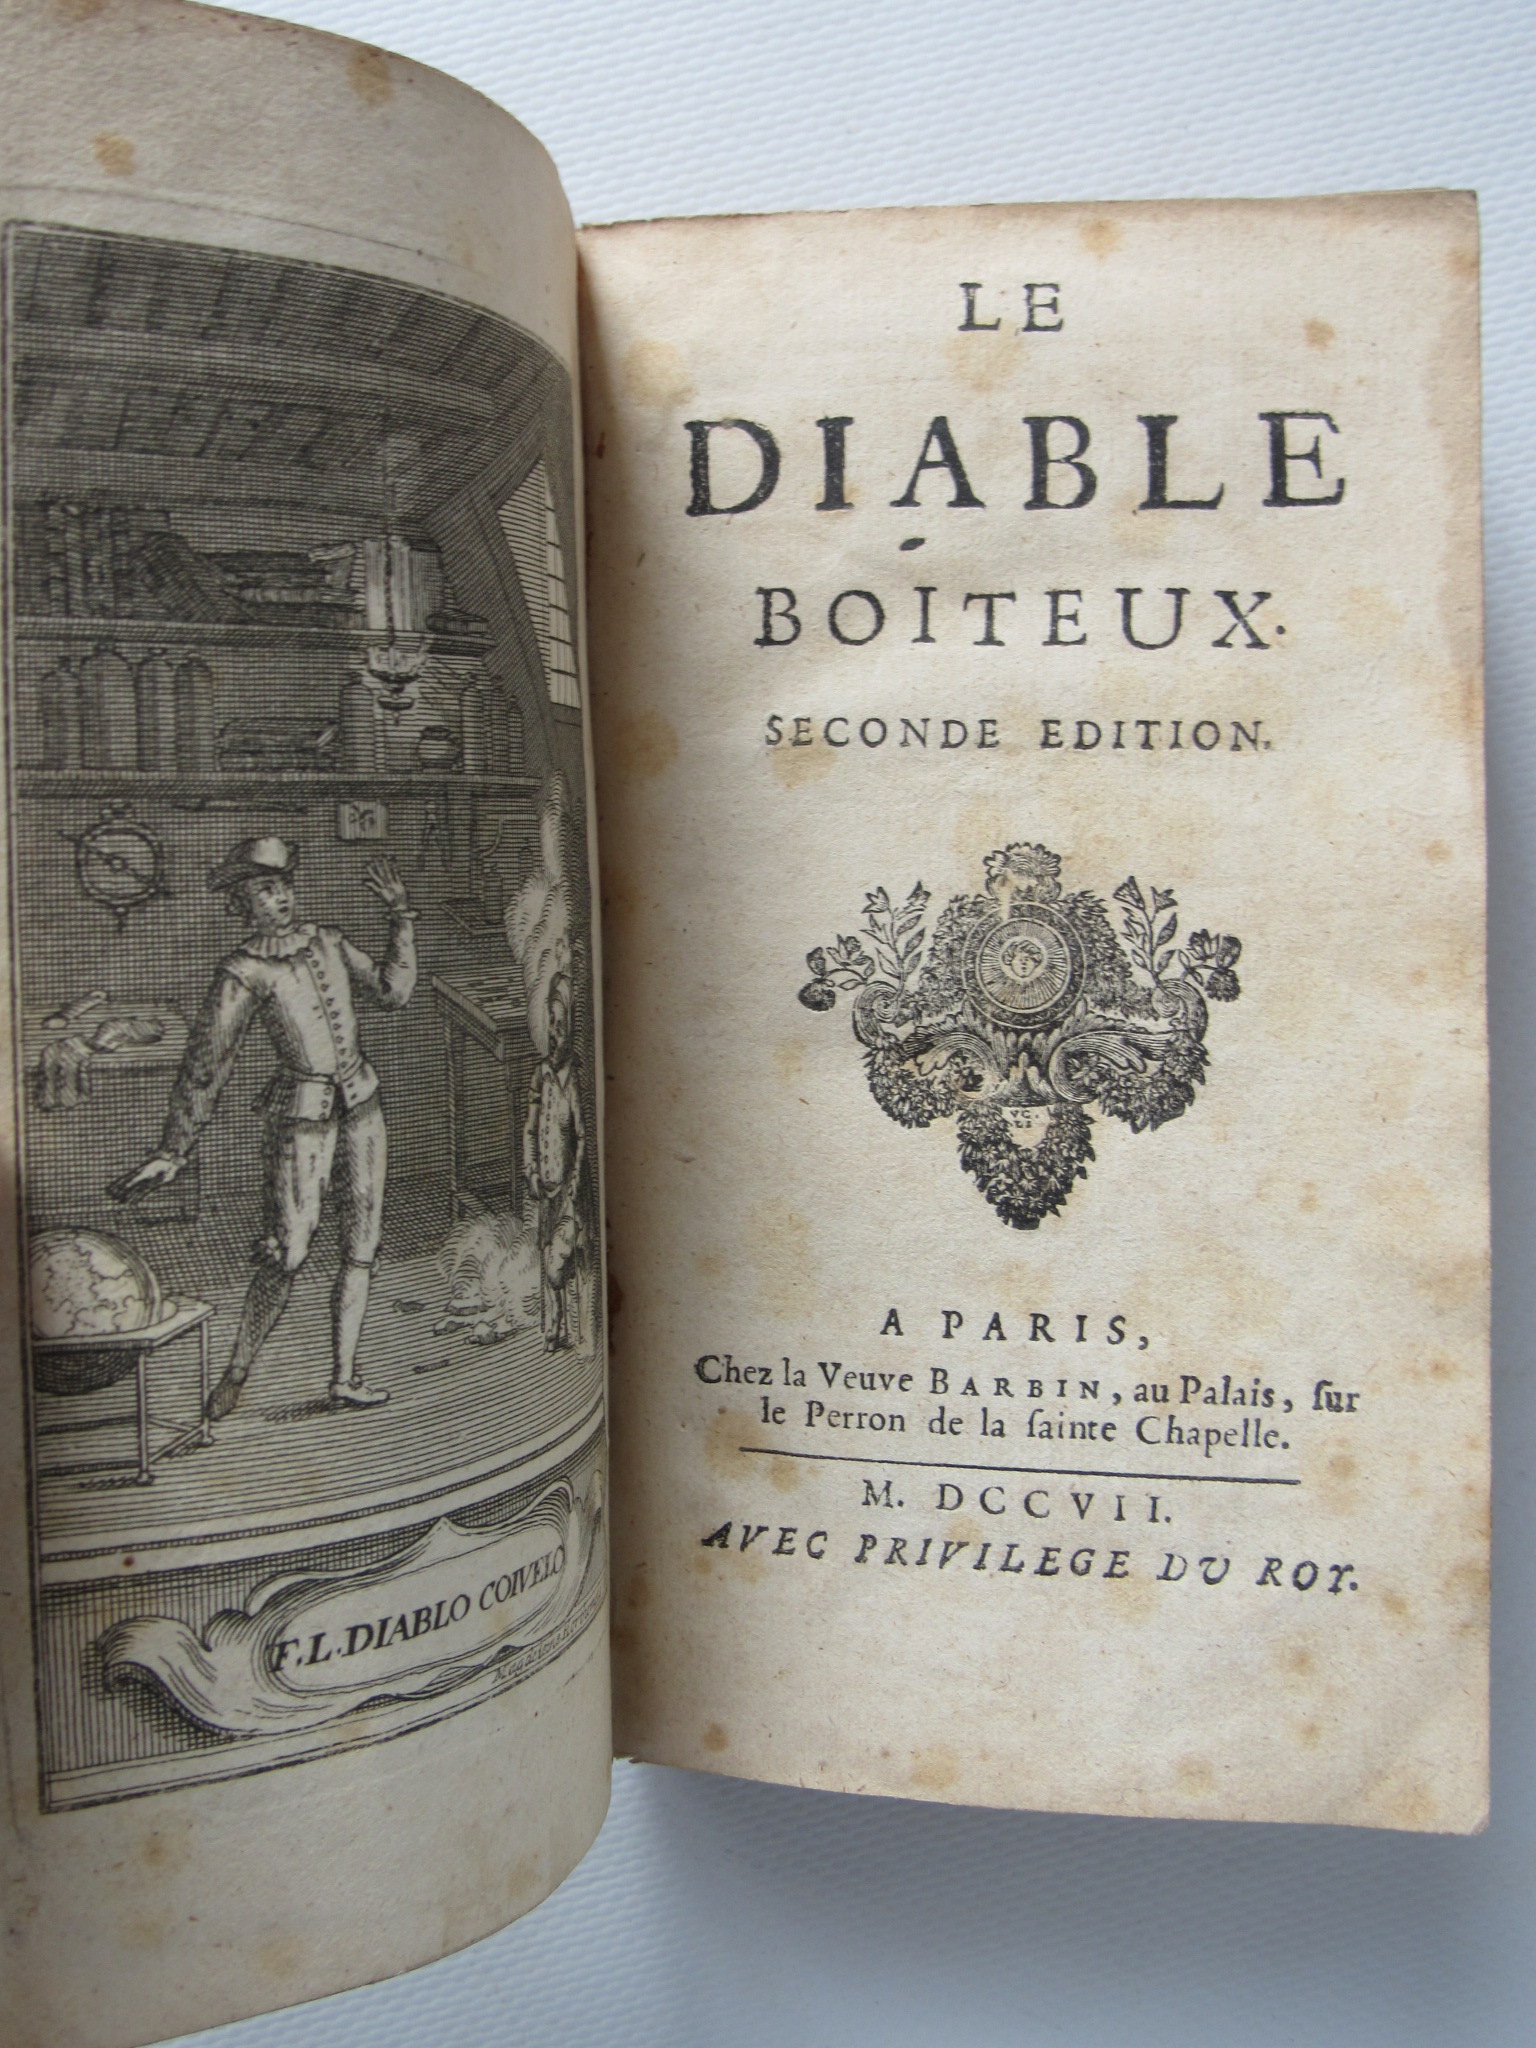 F.L.DIABLO COIVELO
LE
DIABLE
BOITEUX.
SECONDE EDITION.
A PARIS,
Chez la Veuve BARBIN, au Palais, ſur
le Perron de la ſainte Chapelle.
M. DCCVII.
AVEC PRIVILEGE DU ROY.